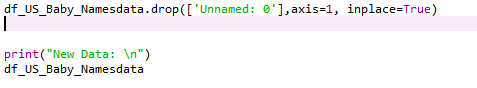 df_US_Baby_Namesdata.drop(['Unnamed: 0'],axis=1, inplace=True)
print("New Data: \n")
df_US_Baby_Namesdata